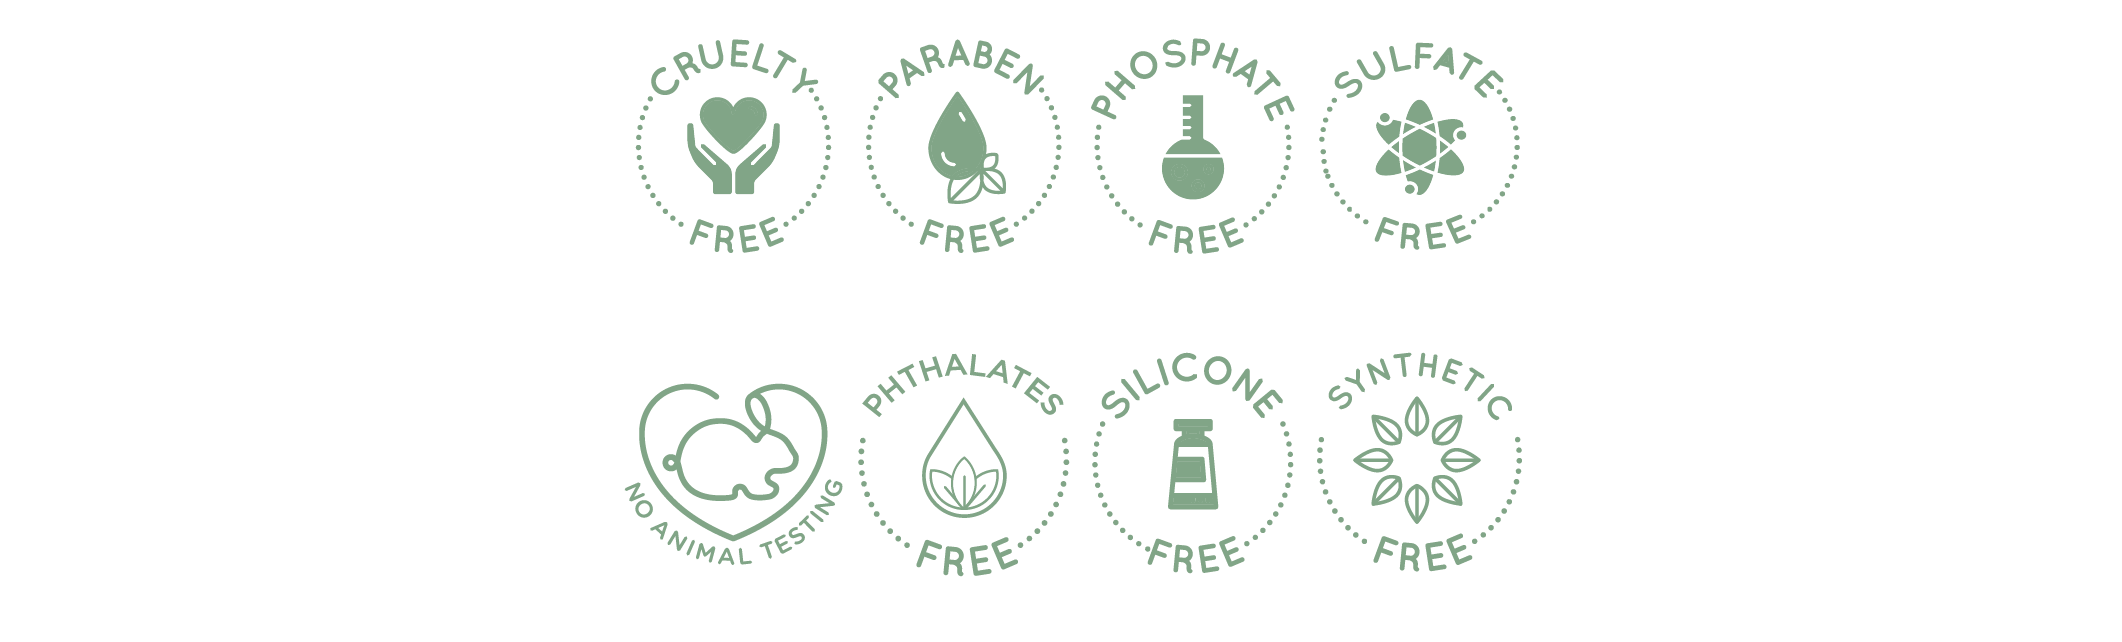 CRUELTY
FREE
PARABEN
FREE
PHOSPHATE
FREE
SULFATE
FREE
NO ANIMAL TESTING
PHTHALATES
FREE
SILICONE
FREE
SYNTHETIC
FREE